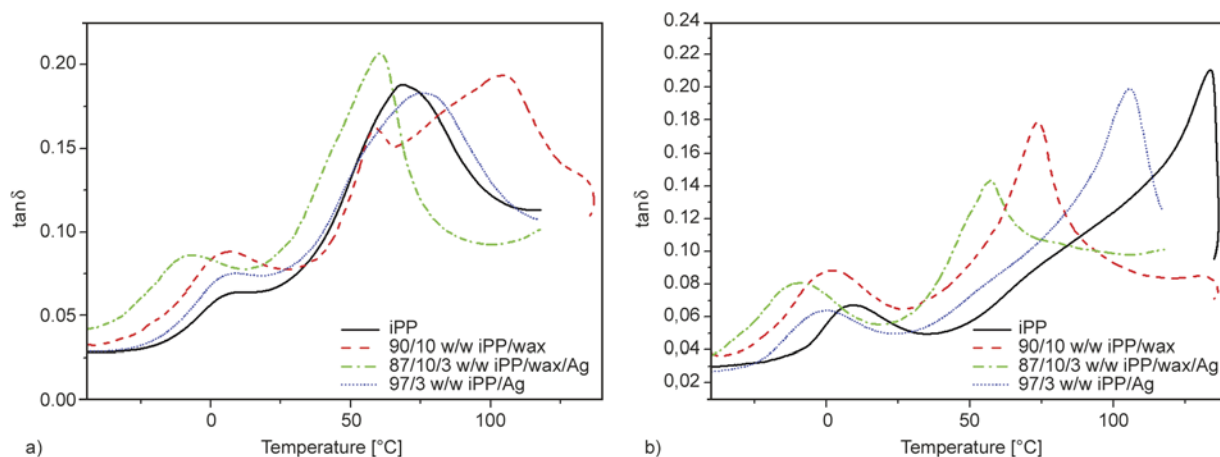 0.20
0.15
0.10
0.05
0.00
tanδ
iPP
90/10 w/w iPP/wax
87/10/3 w/w iPP/wax/Ag
97/3 w/w iPP/Ag
0
50
100
Temperature [°C]
a)
0.24
0.22
0.20
0.18
0.16
0.14
0.12
0.10
0,08
0,06
0,04
0,02
tanδ
iPP
90/10 w/w iPP/wax
87/10/3 w/w iPP/wax/Ag
97/3 w/w iPP/Ag
0
50
100
Temperature [°C]
b)